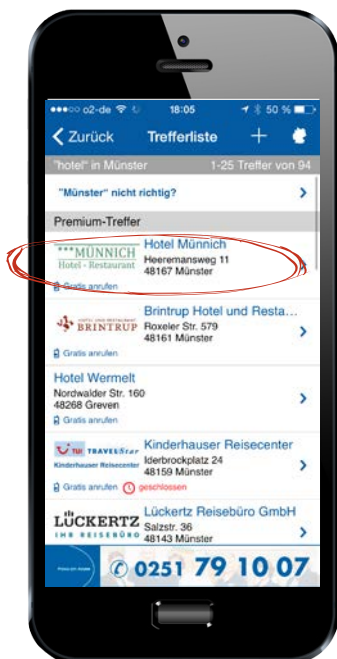 o2-de 18:05 50 %
Zurück Trefferliste +
"hotel" in Münster 1-25 Treffer von 94
"Münster" nicht richtig?
Premium-Treffer
***MÜNNICH
Hotel - Restaurant
Hotel Münnich
Heeremansweg 11
48167 Münster
Gratis anrufen
BRINTRUP
Brintrup Hotel und Resta...
Roxeler Str. 579
48161 Münster
Gratis anrufen
Hotel Wermelt
Nordwalder Str. 160
48268 Greven
Gratis anrufen
TUI TRAVELStar
Kinderhauser Reisecenter
Kinderhauser Reisecenter
Idenbrockplatz 24
48159 Münster
Gratis anrufen geschlossen
LÜCKERTZ
IHR REISEBÜRO
Lückertz Reisebüro GmbH
Salzstr. 36
48143 Münster
0251 79 10 07